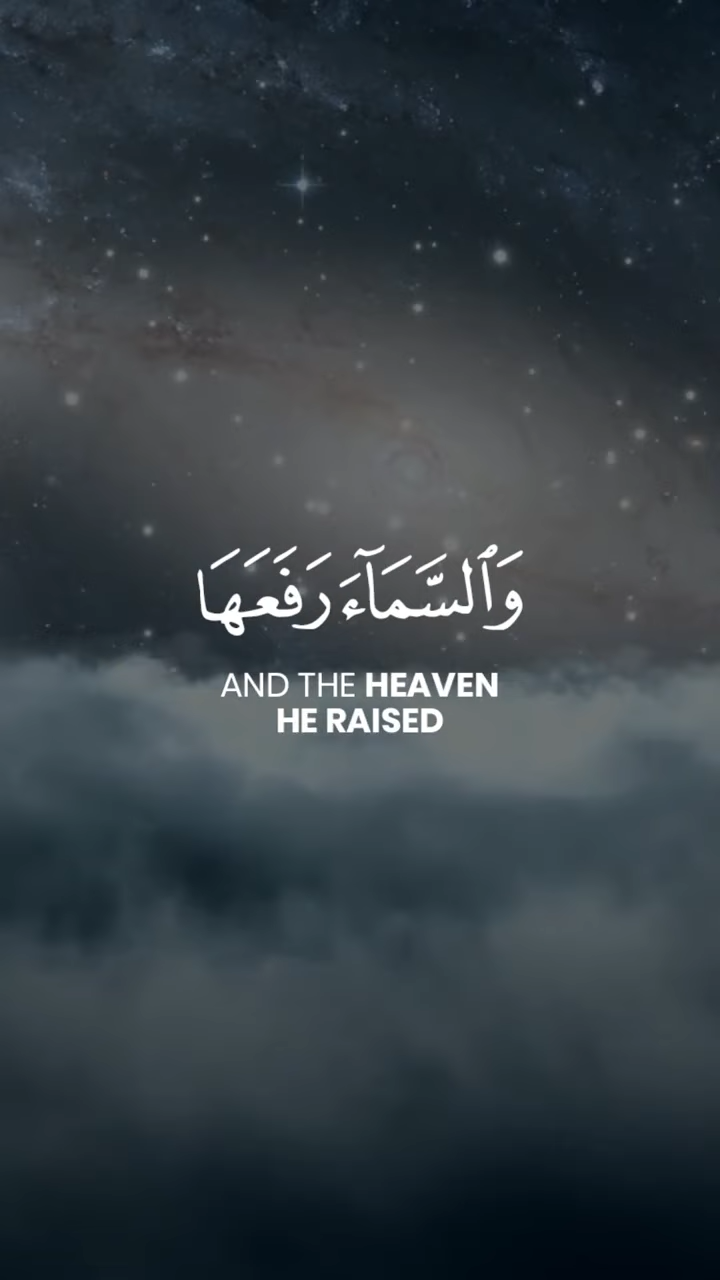 وَٱلسَّمَآءَ رَفَعَهَا
AND THE HEAVEN
HE RAISED